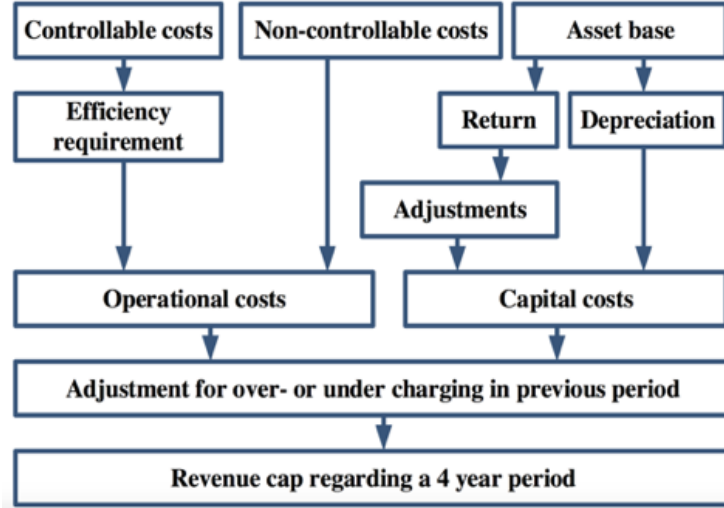 Controllable costs
Non-controllable costs
Asset base
Efficiency
requirement
Return
Depreciation
Adjustments
Operational costs
Capital costs
Adjustment for over- or under charging in previous period
Revenue cap regarding a 4 year period